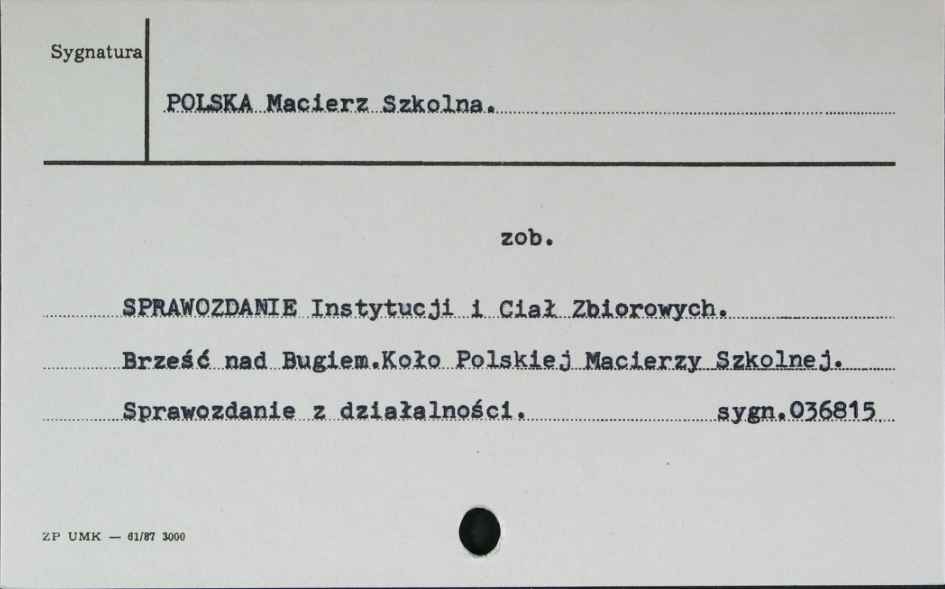 Sygnatura
POLSKA Macierz Szkolna.
zob.
SPRAWOZDANIE Instytucji i Ciał Zbiorowych.
Brześć nad Bugiem.Koło Polskiej Macierzy Szkolnej.
Sprawozdanie z działalności. sygn.036815
ZP UMK — 61/87 3000